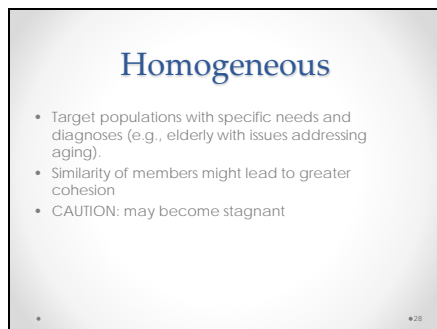 Homogeneous
• Target populations with specific needs and
diagnoses (e.g., elderly with issues addressing
aging).
• Similarity of members might lead to greater
cohesion
• CAUTION: may become stagnant
• •28